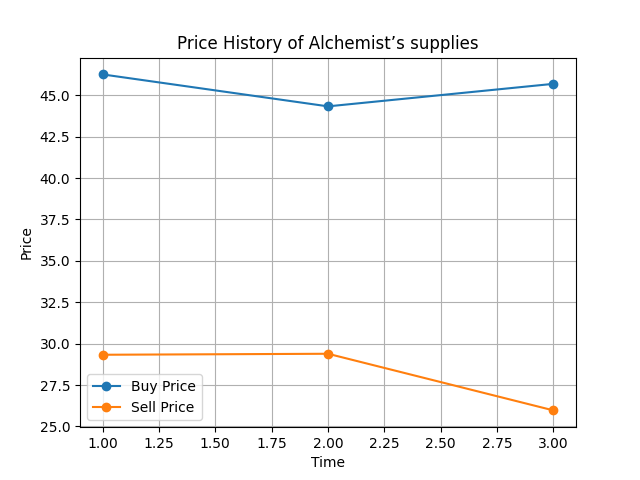 Price History of Alchemist’s supplies
Price
45.0
42.5
40.0
37.5
35.0
32.5
30.0
27.5
25.0
Buy Price
Sell Price
1.00 1.25 1.50 1.75 2.00 2.25 2.50 2.75 3.00
Time